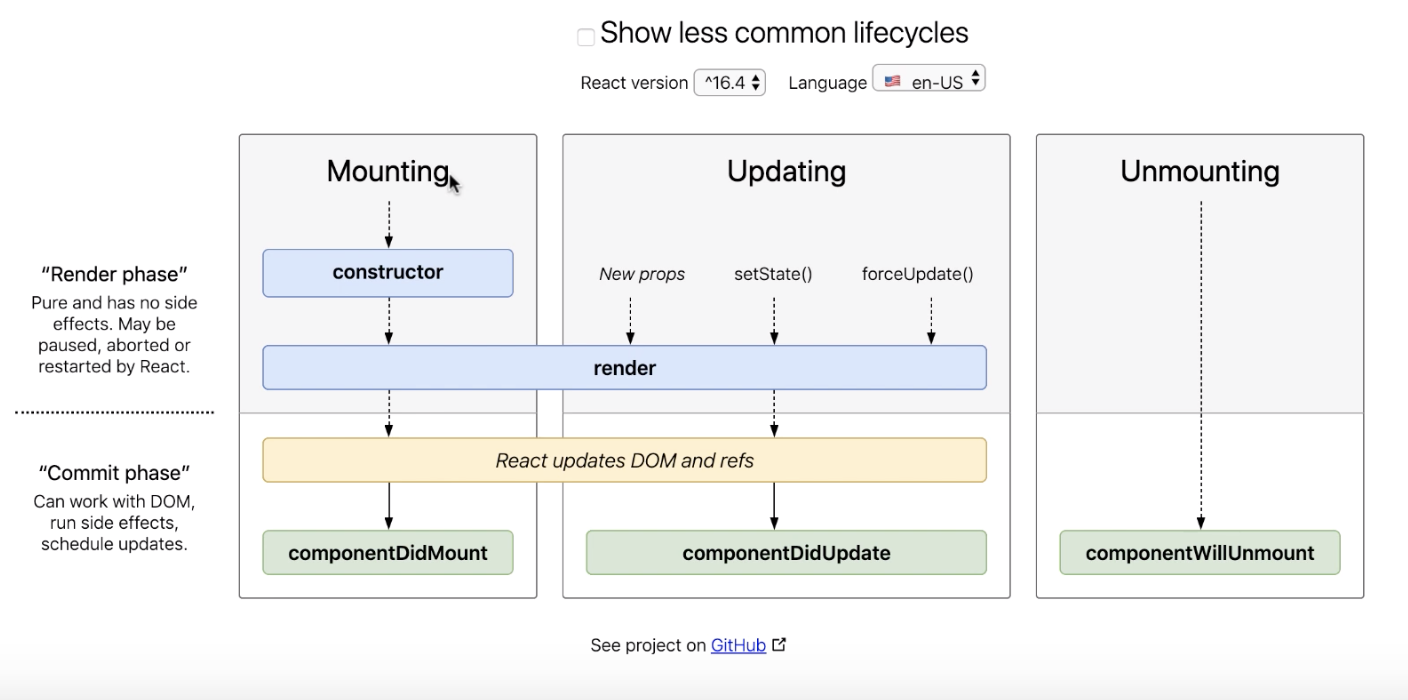 Show less common lifecycles
React version ^16.4 Language en-US
Mounting
Updating
Unmounting
“Render phase”
Pure and has no side
effects. May be
paused, aborted or
restarted by React.
constructor
New props
setState()
forceUpdate()
render
“Commit phase”
Can work with DOM,
run side effects,
schedule updates.
React updates DOM and refs
componentDidMount
componentDidUpdate
componentWillUnmount
See project on GitHub